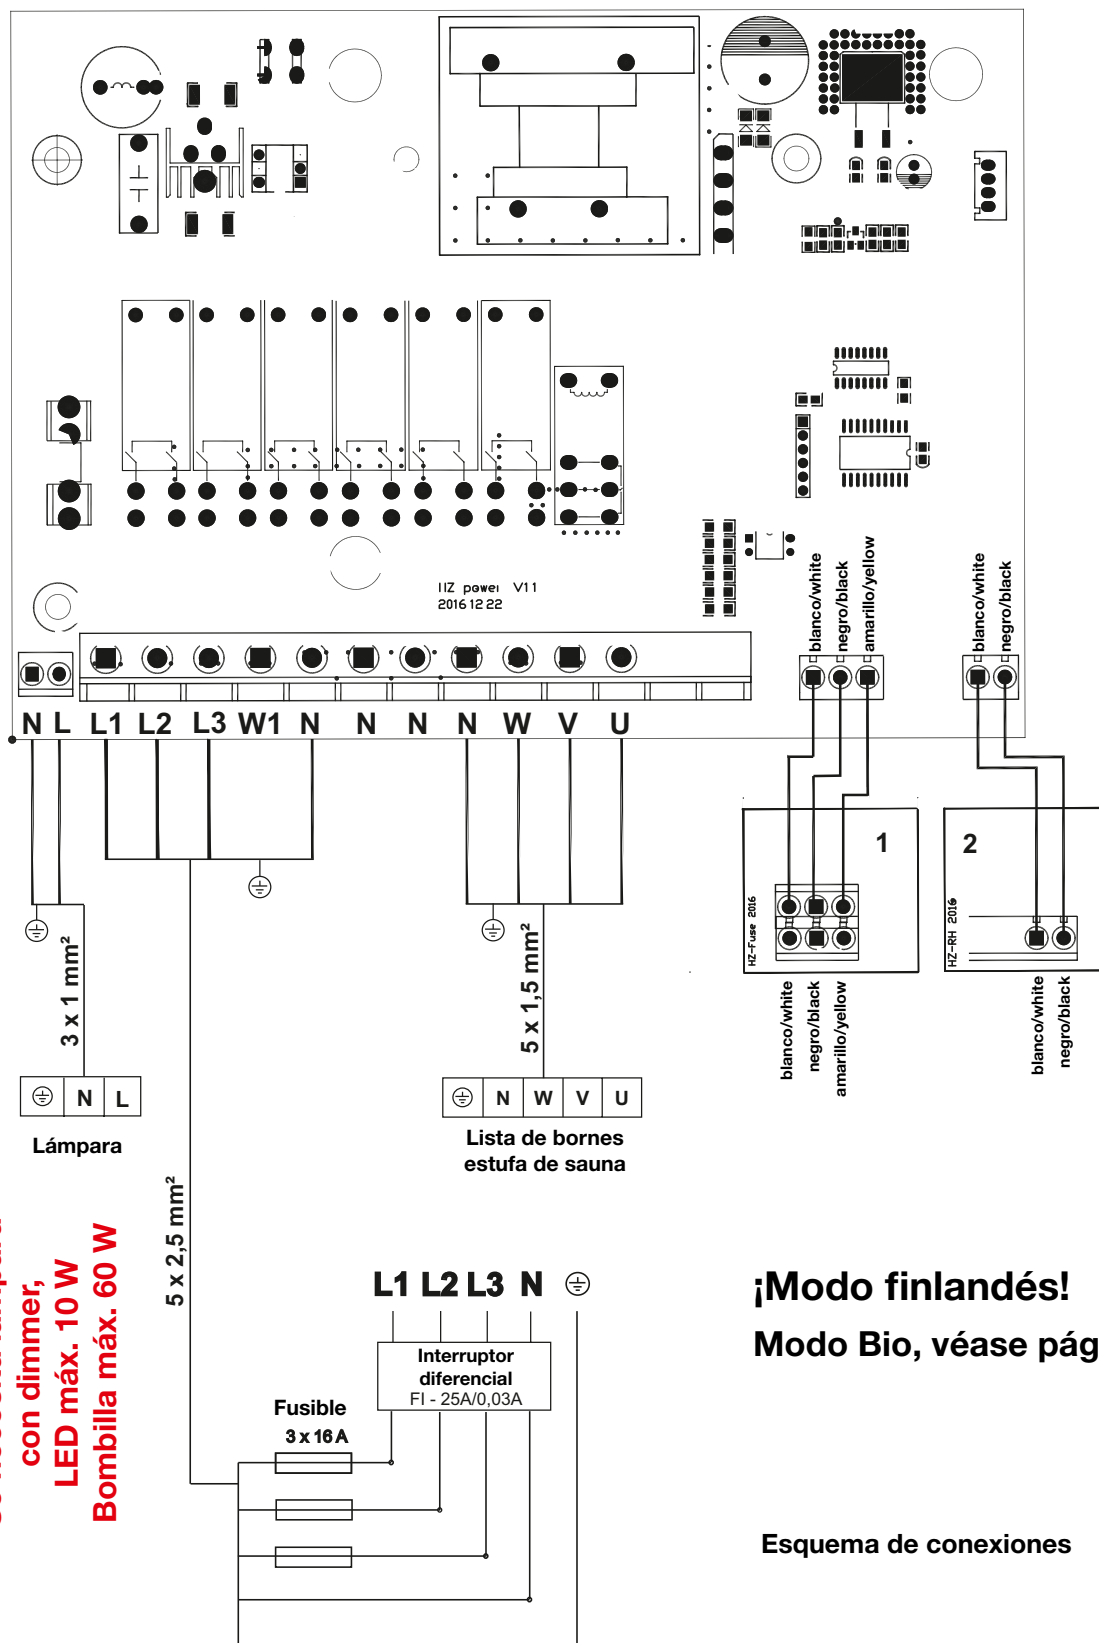 HZ power V11
2016 12 22
blanco/white
negro/black
amarillo/yellow
blanco/white
negro/black
N L L1 L2 L3 W1 N N N N W V U
1
2
HZ-Fuse 2016
HZ-RH 2016
blanco/white
negro/black
amarillo/yellow
blanco/white
negro/black
3 x 1 mm²
5 x 1,5 mm²
N L
Lámpara
N W V U
Lista de bornes
estufa de sauna
5 x 2,5 mm²
con dimmer,
LED máx. 10 W
Bombilla máx. 60 W
L1 L2 L3 N
Interruptor
diferencial
FI - 25A/0,03A
Fusible
3 x 16 A
¡Modo finlandés!
Modo Bio, véase pág
Esquema de conexiones